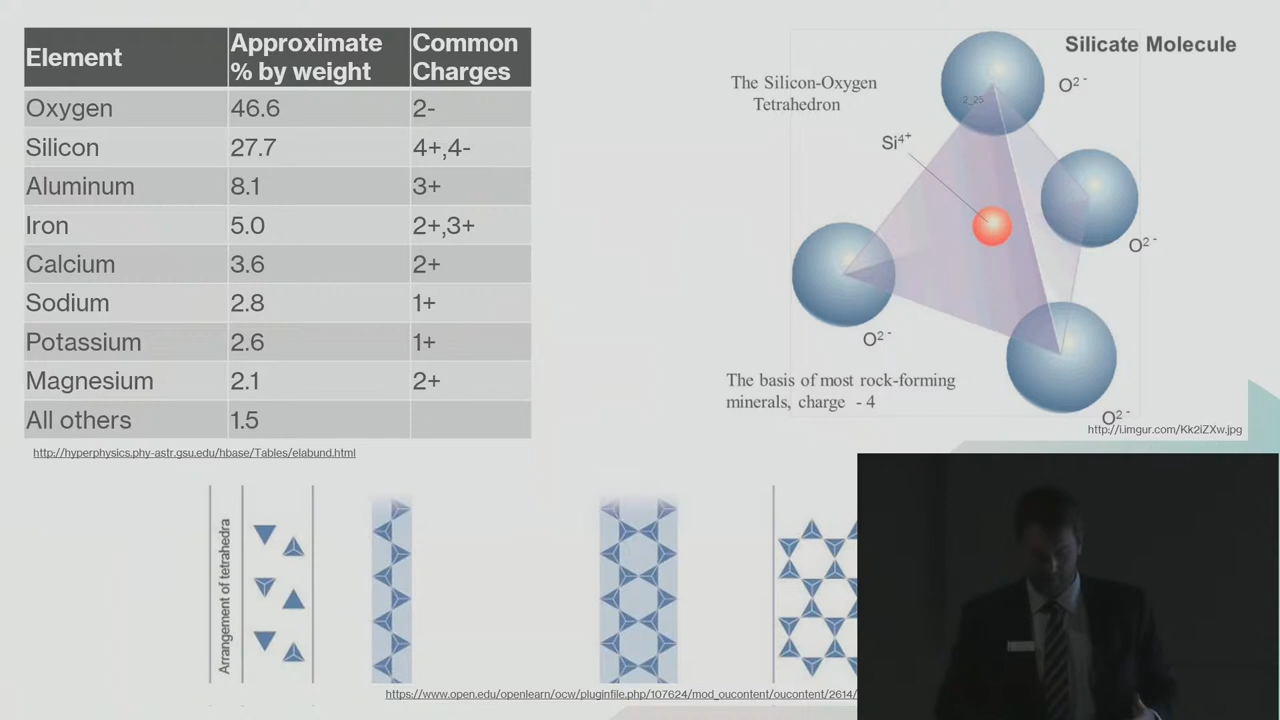 Element Approximate % by weight Common Charges
Oxygen 46.6 2-
Silicon 27.7 4+,4-
Aluminum 8.1 3+
Iron 5.0 2+,3+
Calcium 3.6 2+
Sodium 2.8 1+
Potassium 2.6 1+
Magnesium 2.1 2+
All others 1.5
http://hyperphysics.phy-astr.gsu.edu/hbase/Tables/elabund.html
Silicate Molecule
The Silicon-Oxygen
Tetrahedron
2_25
O²⁻
Si⁴⁺
O²⁻
O²⁻
The basis of most rock-forming
minerals, charge - 4
O²⁻
http://i.imgur.com/Kk2iZXw.jpg
Arrangement of tetrahedra
https://www.open.edu/openlearn/ocw/pluginfile.php/107624/mod_oucontent/oucontent/2614/